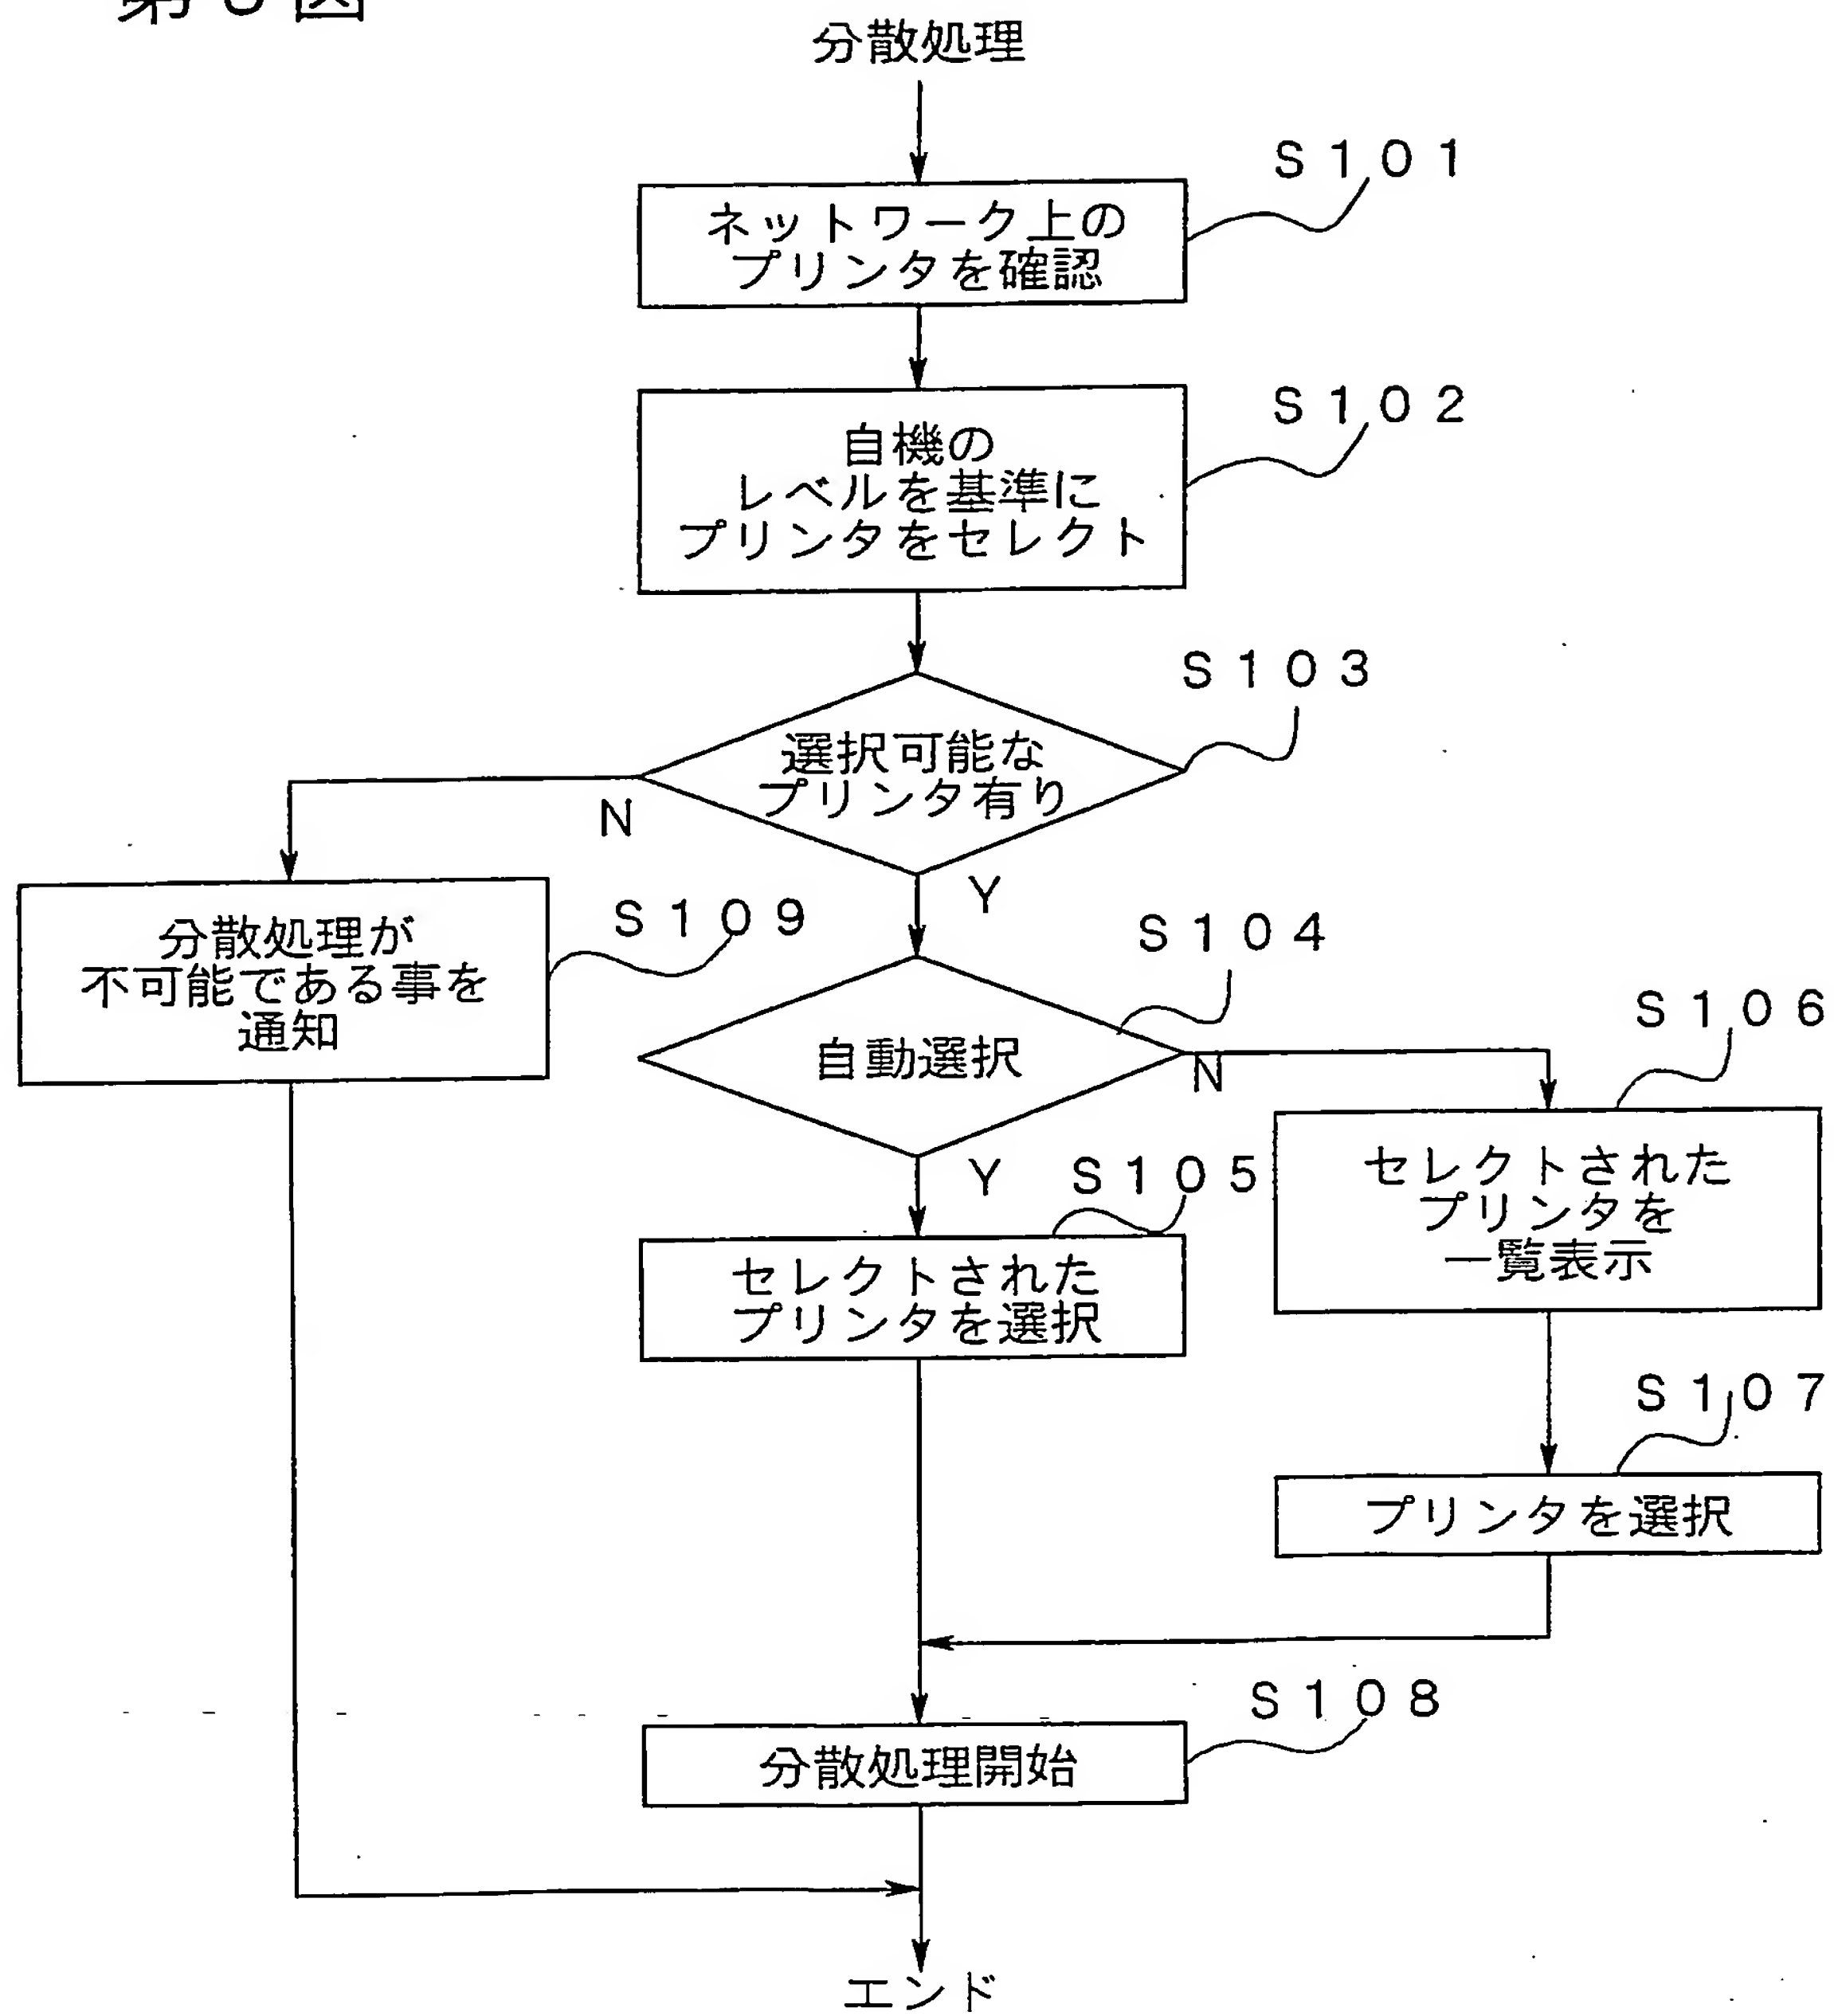 分散処理
S101
ネットワーク上の
プリンタを確認
S102
自機の
レベルを基準に
プリンタをセレクト
S103
選択可能な
プリンタ有り
N
Y
S109
分散処理が
不可能である事を
通知
S104
自動選択
N
Y
S106
セレクトされた
プリンタを
一覧表示
S105
セレクトされた
プリンタを選択
S107
プリンタを選択
S108
分散処理開始
エンド